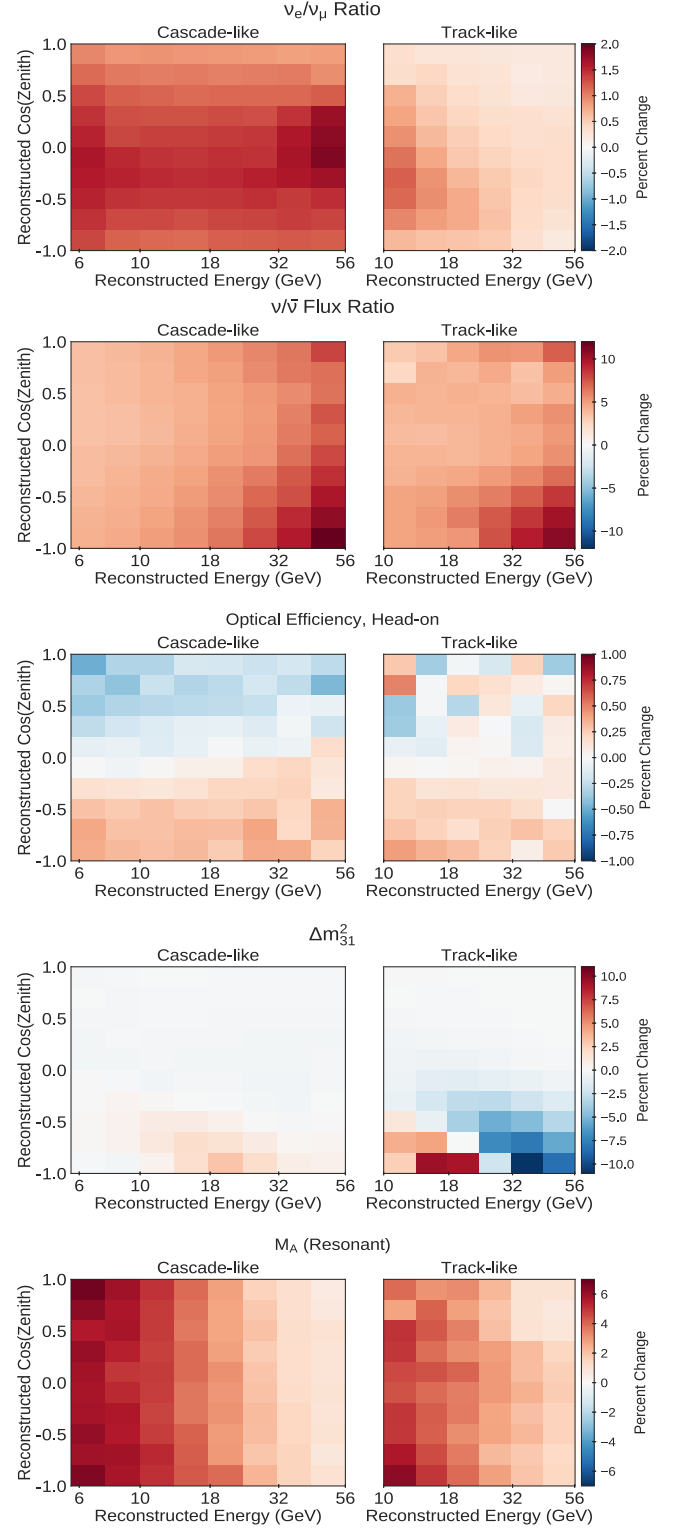 νe/νμ Ratio
Cascade-like Track-like
Reconstructed Cos(Zenith)
1.0
0.5
0.0
-0.5
-1.0
6 10 18 32 56
10 18 32 56
Reconstructed Energy (GeV) Reconstructed Energy (GeV)
2.0
1.5
1.0
0.5
0.0
−0.5
−1.0
−1.5
−2.0
Percent Change
ν/ν̄ Flux Ratio
Cascade-like Track-like
Reconstructed Cos(Zenith)
1.0
0.5
0.0
-0.5
-1.0
6 10 18 32 56
10 18 32 56
Reconstructed Energy (GeV) Reconstructed Energy (GeV)
10
5
0
−5
−10
Percent Change
Optical Efficiency, Head-on
Cascade-like Track-like
Reconstructed Cos(Zenith)
1.0
0.5
0.0
-0.5
-1.0
6 10 18 32 56
10 18 32 56
Reconstructed Energy (GeV) Reconstructed Energy (GeV)
1.00
0.75
0.50
0.25
0.00
−0.25
−0.50
−0.75
−1.00
Percent Change
Δm²₃₁
Cascade-like Track-like
Reconstructed Cos(Zenith)
1.0
0.5
0.0
-0.5
-1.0
6 10 18 32 56
10 18 32 56
Reconstructed Energy (GeV) Reconstructed Energy (GeV)
10.0
7.5
5.0
2.5
0.0
−2.5
−5.0
−7.5
−10.0
Percent Change
M_A (Resonant)
Cascade-like Track-like
Reconstructed Cos(Zenith)
1.0
0.5
0.0
-0.5
-1.0
6 10 18 32 56
10 18 32 56
Reconstructed Energy (GeV) Reconstructed Energy (GeV)
6
4
2
0
−2
−4
−6
Percent Change